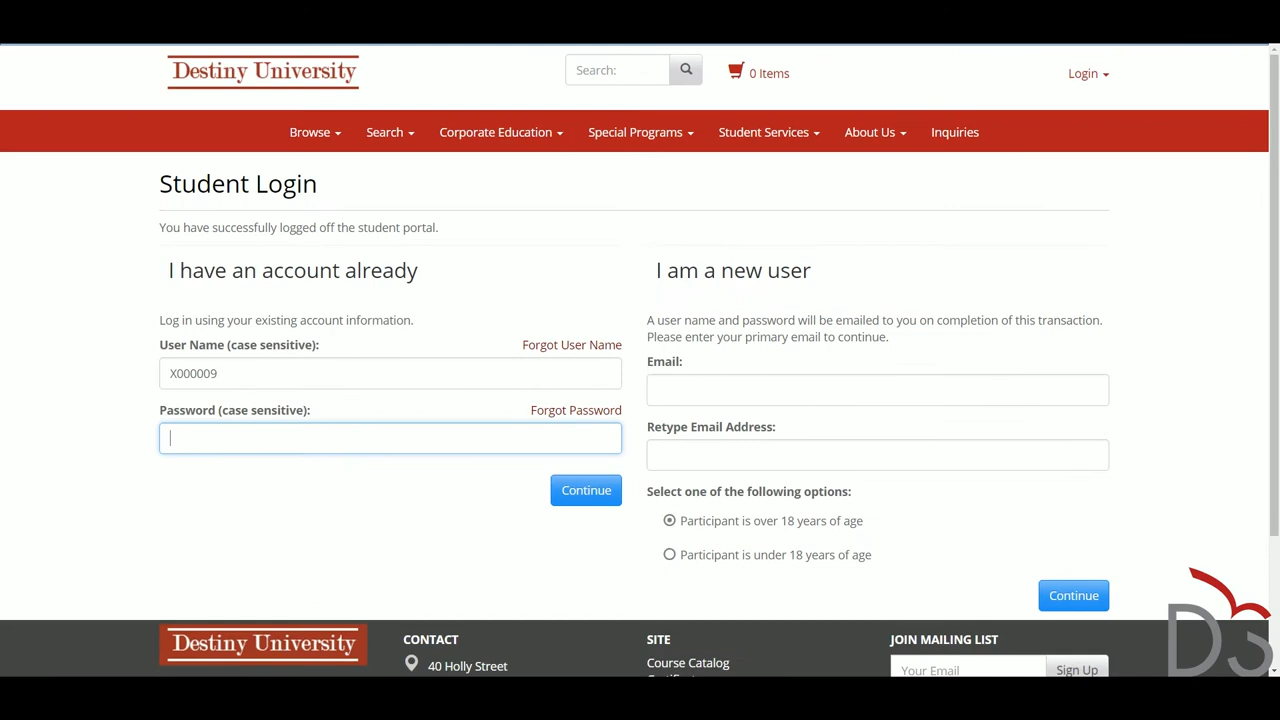 Destiny University
Search:
0 Items
Login
Browse
Search
Corporate Education
Special Programs
Student Services
About Us
Inquiries
Student Login
You have successfully logged off the student portal.
I have an account already
Log in using your existing account information.
User Name (case sensitive):
Forgot User Name
X000009
Password (case sensitive):
Forgot Password
Continue
I am a new user
A user name and password will be emailed to you on completion of this transaction.
Please enter your primary email to continue.
Email:
Retype Email Address:
Select one of the following options:
Participant is over 18 years of age
Participant is under 18 years of age
Continue
Destiny University
CONTACT
40 Holly Street
SITE
Course Catalog
JOIN MAILING LIST
Your Email
Sign Up
D3